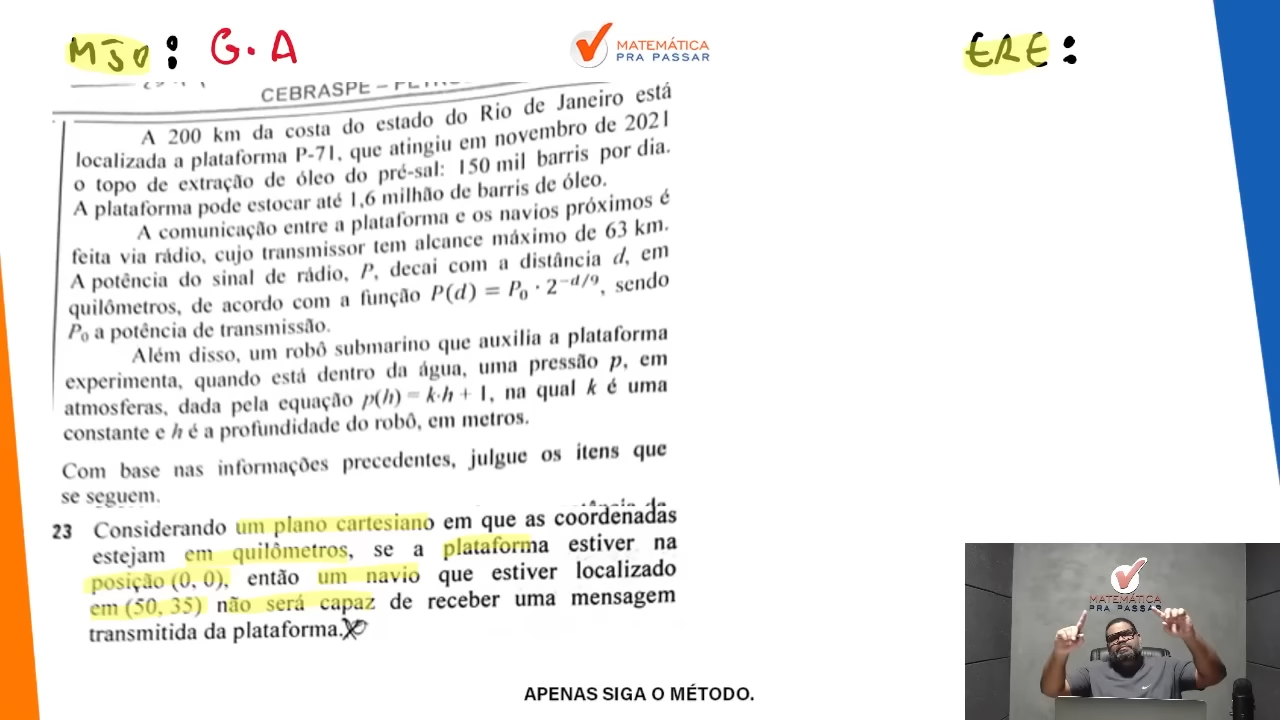 MJO: G.A
MATEMÁTICA
PRA PASSAR
ERE:
CEBRASPE –
A 200 km da costa do estado do Rio de Janeiro está
localizada a plataforma P-71, que atingiu em novembro de 2021
o topo de extração de óleo do pré-sal: 150 mil barris por dia.
A plataforma pode estocar até 1,6 milhão de barris de óleo.
A comunicação entre a plataforma e os navios próximos é
feita via rádio, cujo transmissor tem alcance máximo de 63 km.
A potência do sinal de rádio, P, decai com a distância d, em
quilômetros, de acordo com a função P(d) = P₀ · 2^(−d/9), sendo
P₀ a potência de transmissão.
Além disso, um robô submarino que auxilia a plataforma
experimenta, quando está dentro da água, uma pressão p, em
atmosferas, dada pela equação p(h) = k·h + 1, na qual k é uma
constante e h é a profundidade do robô, em metros.
Com base nas informações precedentes, julgue os itens que
se seguem.
23 Considerando um plano cartesiano em que as coordenadas
estejam em quilômetros, se a plataforma estiver na
posição (0, 0), então um navio que estiver localizado
em (50, 35) não será capaz de receber uma mensagem
transmitida da plataforma.
MATEMÁTICA
PRA PASSAR
APENAS SIGA O MÉTODO.